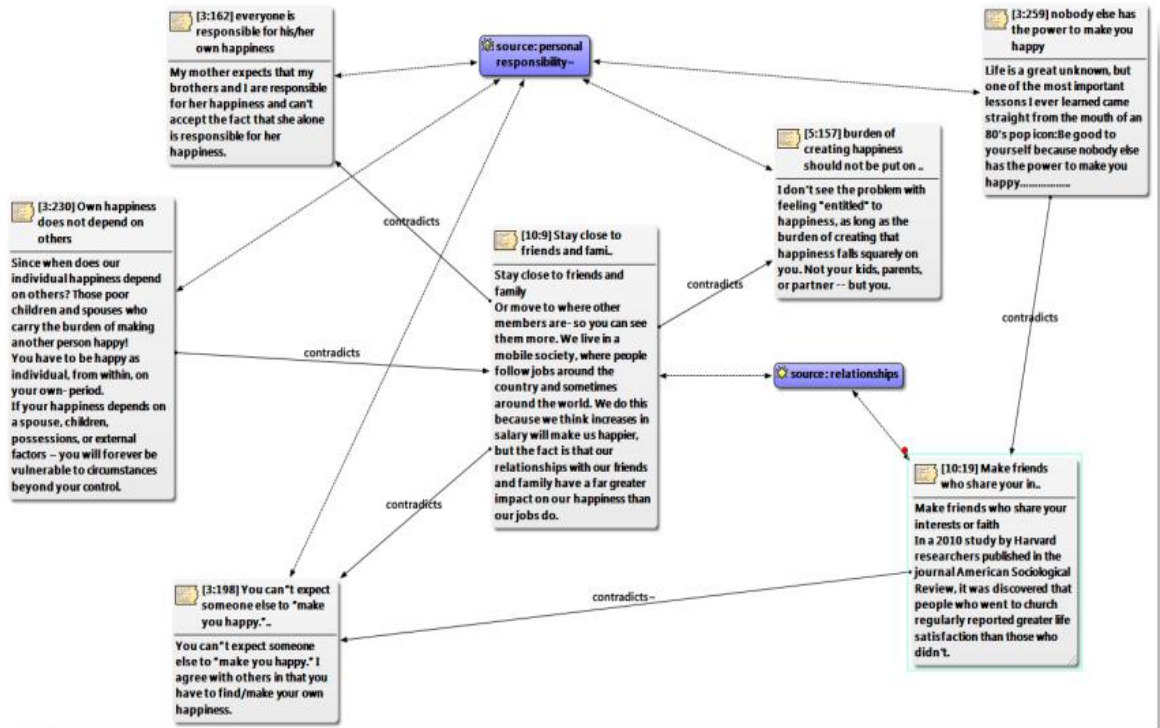 [3:162] everyone is
responsible for his/her
own happiness
My mother expects that my
brothers and I are responsible
for her happiness and can't
accept the fact that she alone
is responsible for her
happiness.
source: personal
responsibility~
[3:259] nobody else has
the power to make you
happy
Life is a great unknown, but
one of the most important
lessons I ever learned came
straight from the mouth of an
80's pop icon:Be good to
yourself because nobody else
has the power to make you
happy..................
[5:157] burden of
creating happiness
should not be put on ..
I don't see the problem with
feeling "entitled" to
happiness, as long as the
burden of creating that
happiness falls squarely on
you. Not your kids, parents,
or partner -- but you.
[3:230] Own happiness
does not depend on
others
Since when does our
individual happiness depend
on others? Those poor
children and spouses who
carry the burden of making
another person happy!
You have to be happy as
individual, from within, on
your own- period.
If your happiness depends on
a spouse, children,
possessions, or external
factors – you will forever be
vulnerable to circumstances
beyond your control.
contradicts
[10:9] Stay close to
friends and fami..
Stay close to friends and
family
Or move to where other
members are- so you can see
them more. We live in a
mobile society, where people
follow jobs around the
country and sometimes
around the world. We do this
because we think increases in
salary will make us happier,
but the fact is that our
relationships with our friends
and family have a far greater
impact on our happiness than
our jobs do.
contradicts
contradicts
contradicts
source: relationships
contradicts
[10:19] Make friends
who share your in..
Make friends who share your
interests or faith
In a 2010 study by Harvard
researchers published in the
journal American Sociological
Review, it was discovered that
people who went to church
regularly reported greater life
satisfaction than those who
didn't.
contradicts~
[3:198] You can"t expect
someone else to "make
you happy."..
You can"t expect someone
else to "make you happy." I
agree with others in that you
have to find/make your own
happiness.